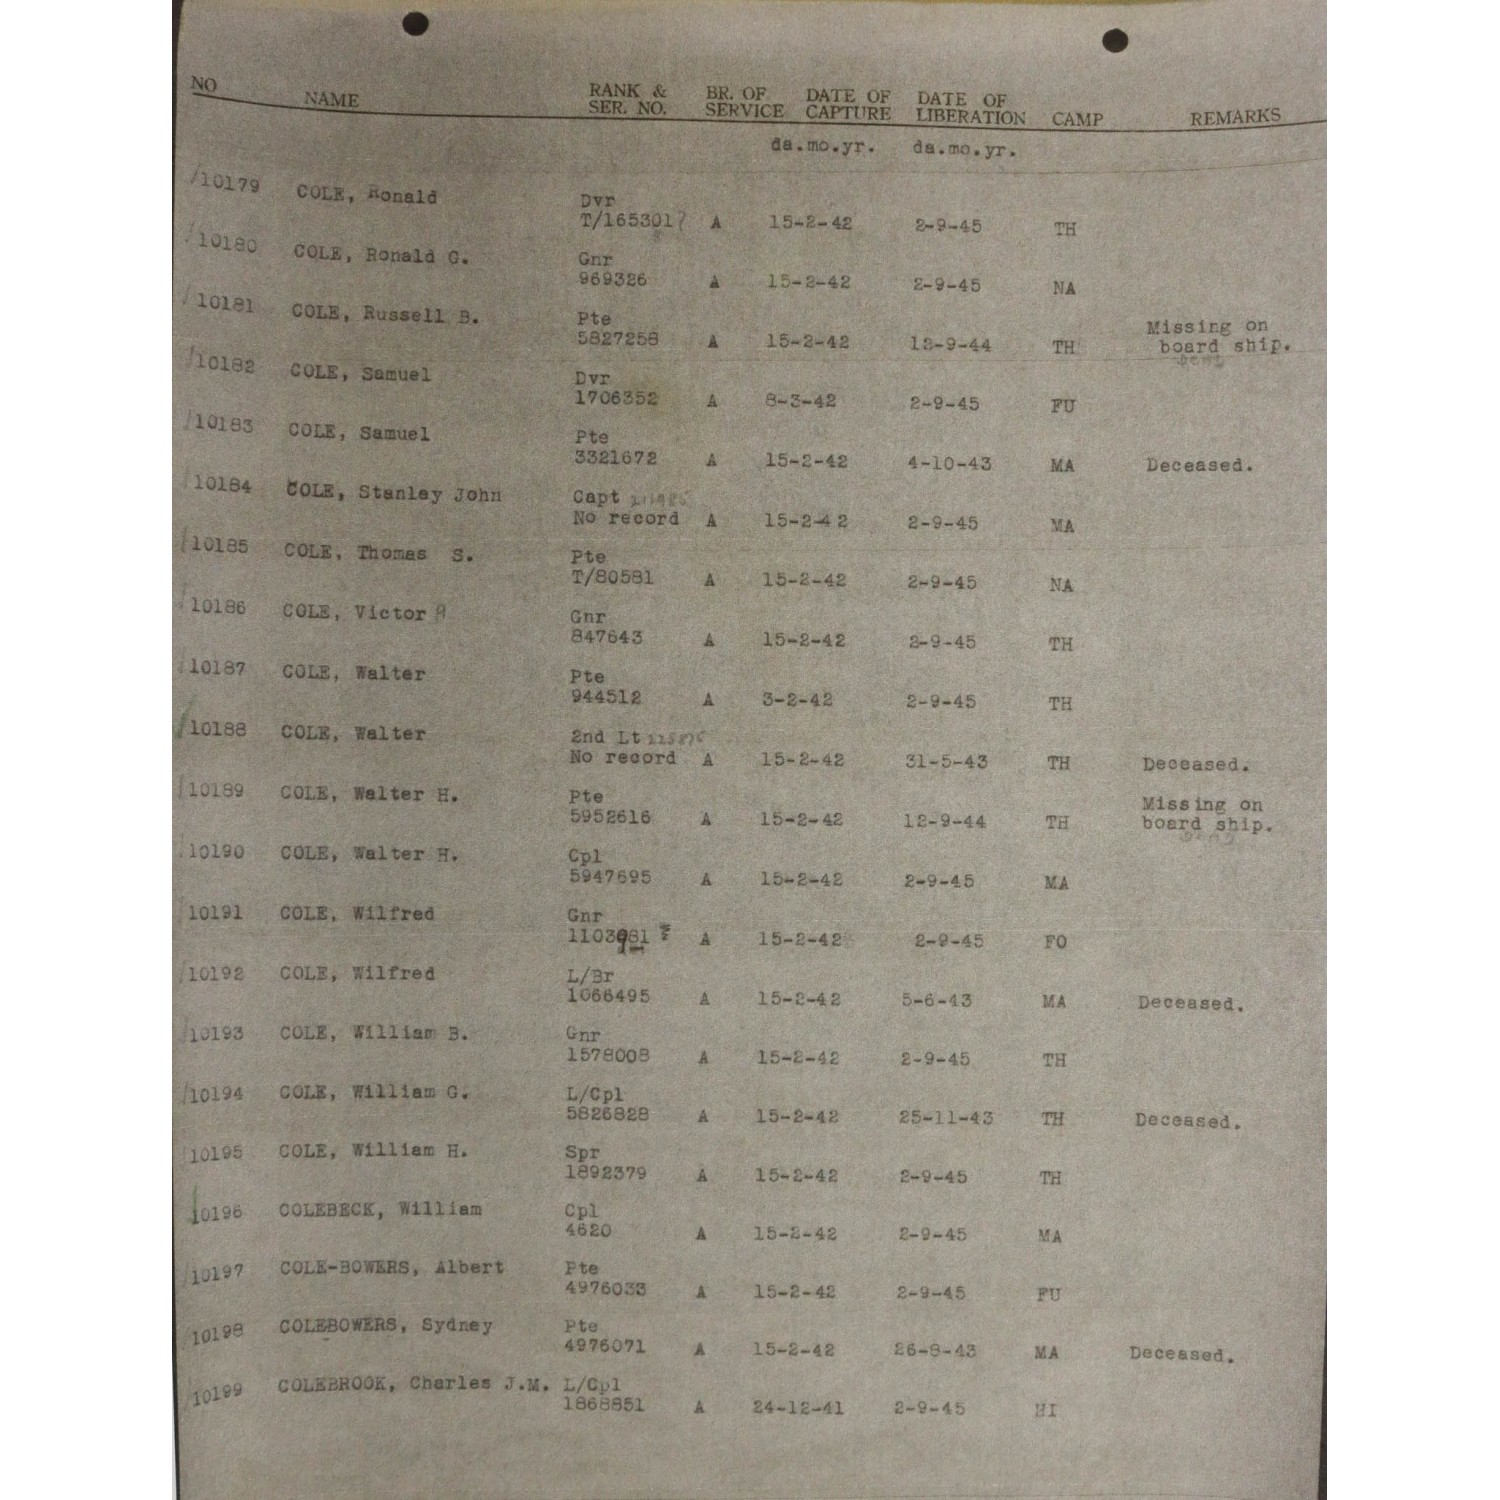 NO NAME RANK & SER. NO. BR. OF SERVICE DATE OF CAPTURE DATE OF LIBERATION CAMP REMARKS
da.mo.yr. da.mo.yr.
10179 COLE, Ronald Dvr
T/165301? A 15-2-42 2-9-45 TH
10180 COLE, Ronald G. Gnr
969326 A 15-2-42 2-9-45 NA
10181 COLE, Russell B. Pte Missing on
5827258 A 15-2-42 12-9-44 TH board ship.
10182 COLE, Samuel Dvr
1706352 A 8-3-42 2-9-45 FU
10183 COLE, Samuel Pte
3321672 A 15-2-42 4-10-43 MA Deceased.
10184 COLE, Stanley John Capt
No record A 15-2-42 2-9-45 MA
10185 COLE, Thomas S. Pte
T/80581 A 15-2-42 2-9-45 NA
10186 COLE, Victor A Gnr
847643 A 15-2-42 2-9-45 TH
10187 COLE, Walter Pte
944512 A 3-2-42 2-9-45 TH
10188 COLE, Walter 2nd Lt
No record A 15-2-42 31-5-43 TH Deceased.
10189 COLE, Walter H. Pte Missing on
5952616 A 15-2-42 12-9-44 TH board ship.
10190 COLE, Walter H. Cpl
5947695 A 15-2-42 2-9-45 MA
10191 COLE, Wilfred Gnr
1103981 A 15-2-42 2-9-45 FO
10192 COLE, Wilfred L/Br
1066495 A 15-2-42 5-6-43 MA Deceased.
10193 COLE, William B. Gnr
1578008 A 15-2-42 2-9-45 TH
10194 COLE, William G. L/Cpl
5826828 A 15-2-42 25-11-43 TH Deceased.
10195 COLE, William H. Spr
1892379 A 15-2-42 2-9-45 TH
10196 COLEBECK, William Cpl
4620 A 15-2-42 2-9-45 MA
10197 COLE-BOWERS, Albert Pte
4976033 A 15-2-42 2-9-45 FU
10198 COLEBOWERS, Sydney Pte
4976071 A 15-2-42 26-8-43 MA Deceased.
10199 COLEBROOK, Charles J.M. L/Cpl
1868851 A 24-12-41 2-9-45 HI